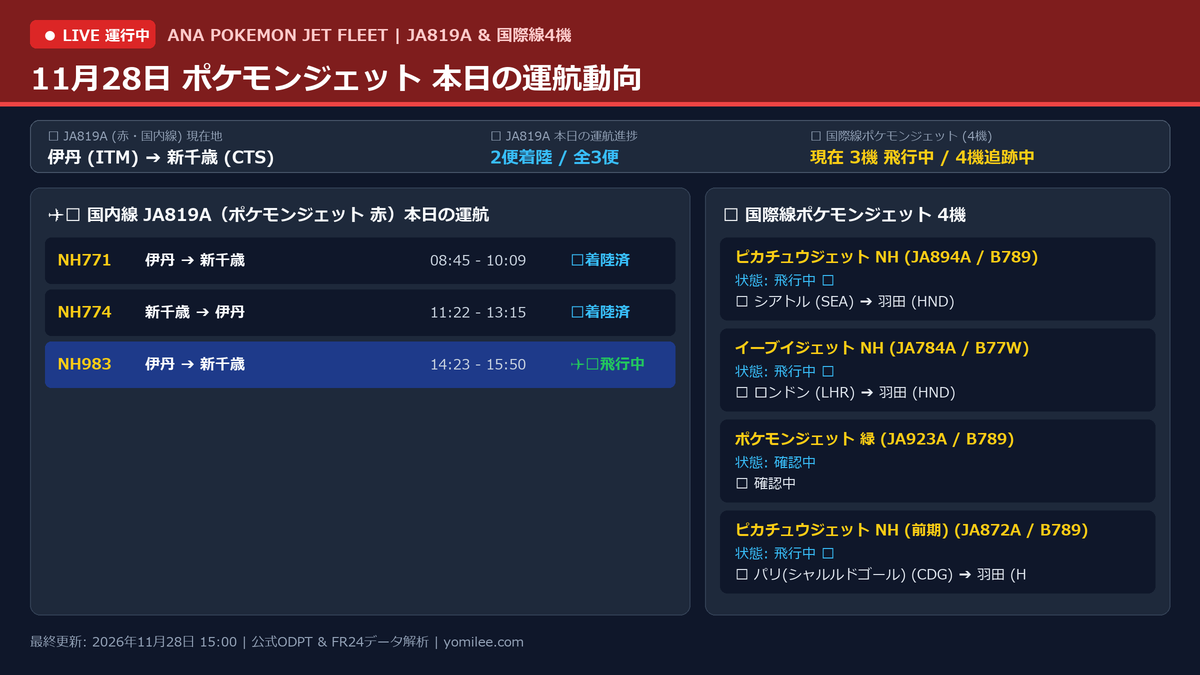 ● LIVE 運行中 ANA POKEMON JET FLEET | JA819A & 国際線4機
11月28日 ポケモンジェット 本日の運航動向
□ JA819A (赤・国内線) 現在地
伊丹 (ITM) → 新千歳 (CTS)
□ JA819A 本日の運航進捗
2便着陸 / 全3便
□ 国際線ポケモンジェット (4機)
現在 3機 飛行中 / 4機追跡中
✈□ 国内線 JA819A（ポケモンジェット 赤）本日の運航
NH771 伊丹 → 新千歳 08:45 - 10:09 □着陸済
NH774 新千歳 → 伊丹 11:22 - 13:15 □着陸済
NH983 伊丹 → 新千歳 14:23 - 15:50 ✈□飛行中
□ 国際線ポケモンジェット 4機
ピカチュウジェット NH (JA894A / B789)
状態: 飛行中 □
□ シアトル (SEA) → 羽田 (HND)
イーブイジェット NH (JA784A / B77W)
状態: 飛行中 □
□ ロンドン (LHR) → 羽田 (HND)
ポケモンジェット 緑 (JA923A / B789)
状態: 確認中
□ 確認中
ピカチュウジェット NH (前期) (JA872A / B789)
状態: 飛行中 □
□ パリ(シャルルドゴール) (CDG) → 羽田 (H
最終更新: 2026年11月28日 15:00 | 公式ODPT & FR24データ解析 | yomilee.com